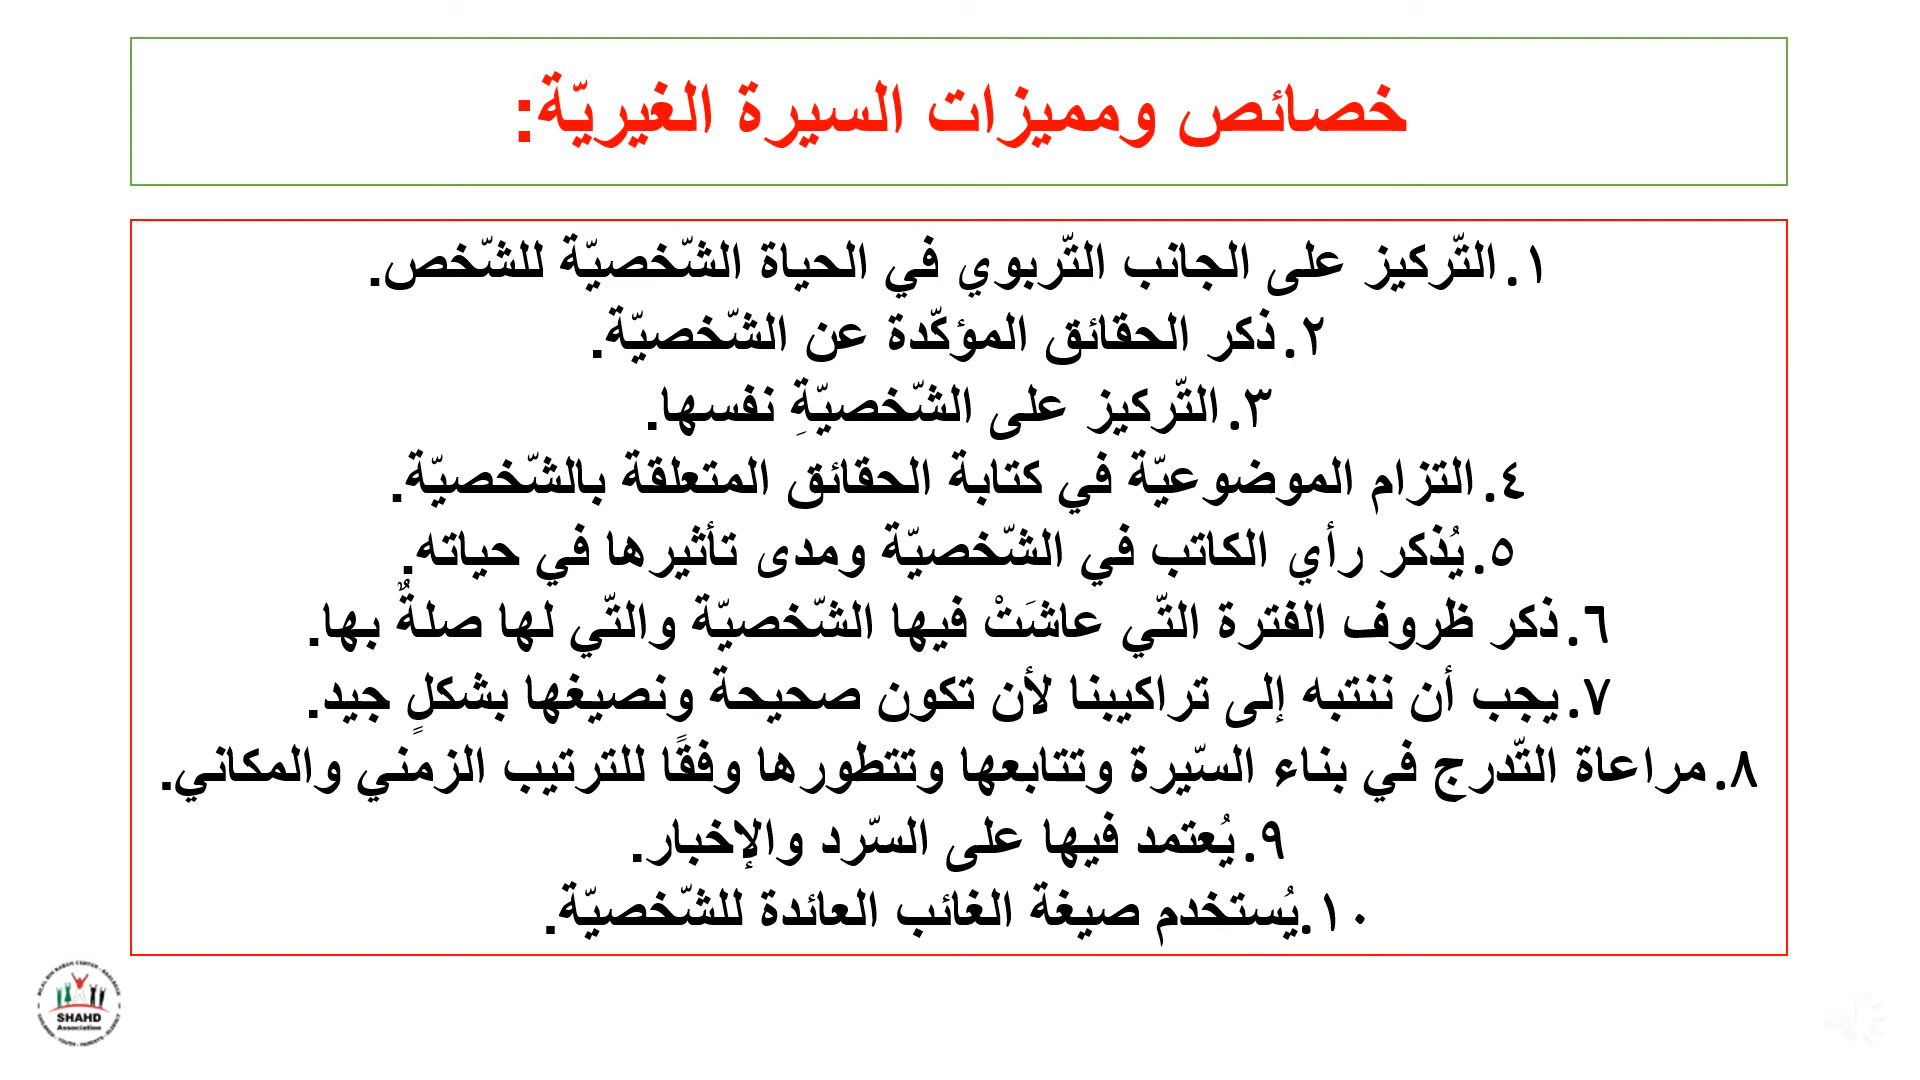 خصائص ومميزات السيرة الغيريّة:
١. التّركيز على الجانب التّربوي في الحياة الشّخصيّة للشّخص.
٢. ذكر الحقائق المؤكّدة عن الشّخصيّة.
٣. التّركيز على الشّخصيّةِ نفسها.
٤. التزام الموضوعيّة في كتابة الحقائق المتعلقة بالشّخصيّة.
٥. يُذكر رأي الكاتب في الشّخصيّة ومدى تأثيرها في حياته.
٦. ذكر ظروف الفترة التّي عاشَتْ فيها الشّخصيّة والتّي لها صلةٌ بها.
٧. يجب أن ننتبه إلى تراكيبنا لأن تكون صحيحة ونصيغها بشكلٍ جيد.
٨. مراعاة التّدرج في بناء السّيرة وتتابعها وتتطورها وفقًا للترتيب الزمني والمكاني.
٩. يُعتمد فيها على السّرد والإخبار.
١٠. يُستخدم صيغة الغائب العائدة للشّخصيّة.
SHAHD
Association